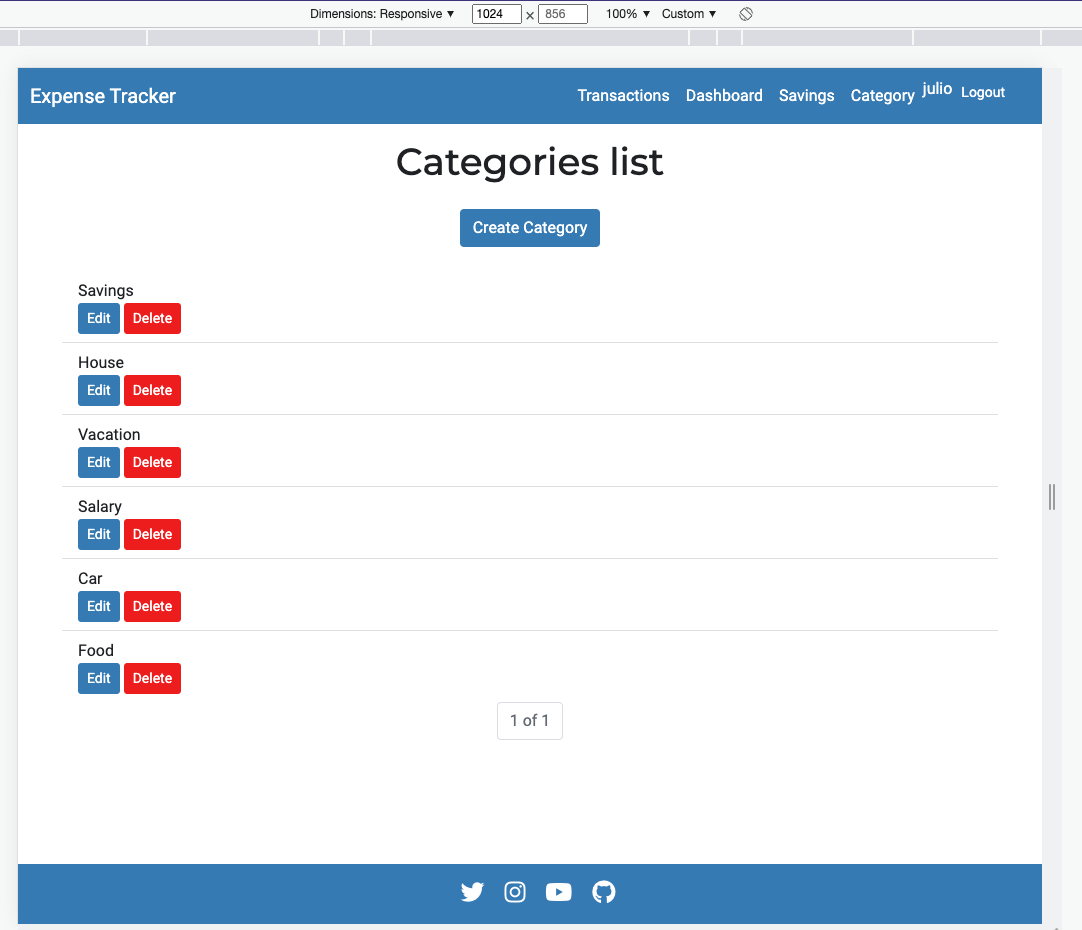 Dimensions: Responsive ▼ 1024 × 856 100% ▼ Custom ▼
Expense Tracker Transactions Dashboard Savings Category julio Logout
Categories list
Create Category
Savings
Edit Delete
House
Edit Delete
Vacation
Edit Delete
Salary
Edit Delete
Car
Edit Delete
Food
Edit Delete
1 of 1